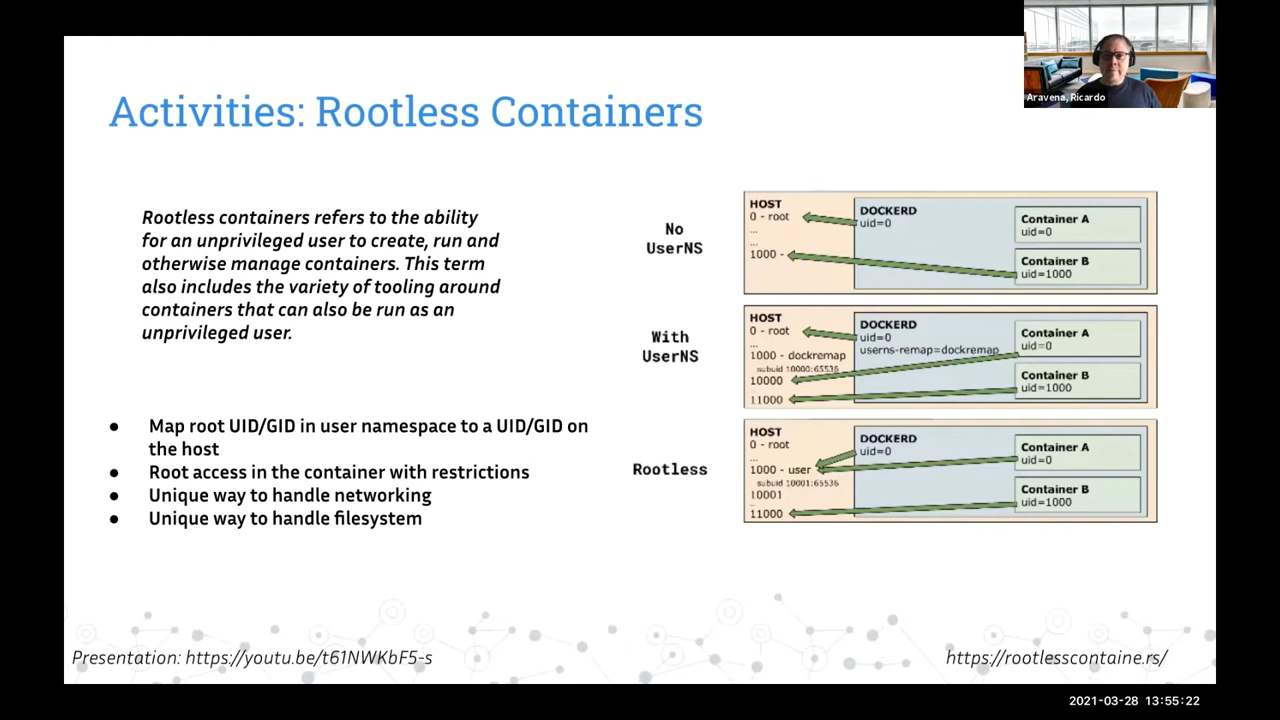 Aravena, Ricardo
Activities: Rootless Containers
Rootless containers refers to the ability
for an unprivileged user to create, run and
otherwise manage containers. This term
also includes the variety of tooling around
containers that can also be run as an
unprivileged user.
● Map root UID/GID in user namespace to a UID/GID on
the host
● Root access in the container with restrictions
● Unique way to handle networking
● Unique way to handle filesystem
No
UserNS
HOST
0 - root
...
...
1000 -
DOCKERD
uid=0
Container A
uid=0
Container B
uid=1000
With
UserNS
HOST
0 - root
...
1000 - dockremap
subuid 10000:65536
10000
...
11000
DOCKERD
uid=0
userns-remap=dockremap
Container A
uid=0
Container B
uid=1000
Rootless
HOST
0 - root
...
1000 - user
subuid 10001:65536
10001
...
11000
DOCKERD
uid=0
Container A
uid=0
Container B
uid=1000
Presentation: https://youtu.be/t61NWKbF5-s
https://rootlesscontaine.rs/
2021-03-28 13:55:22